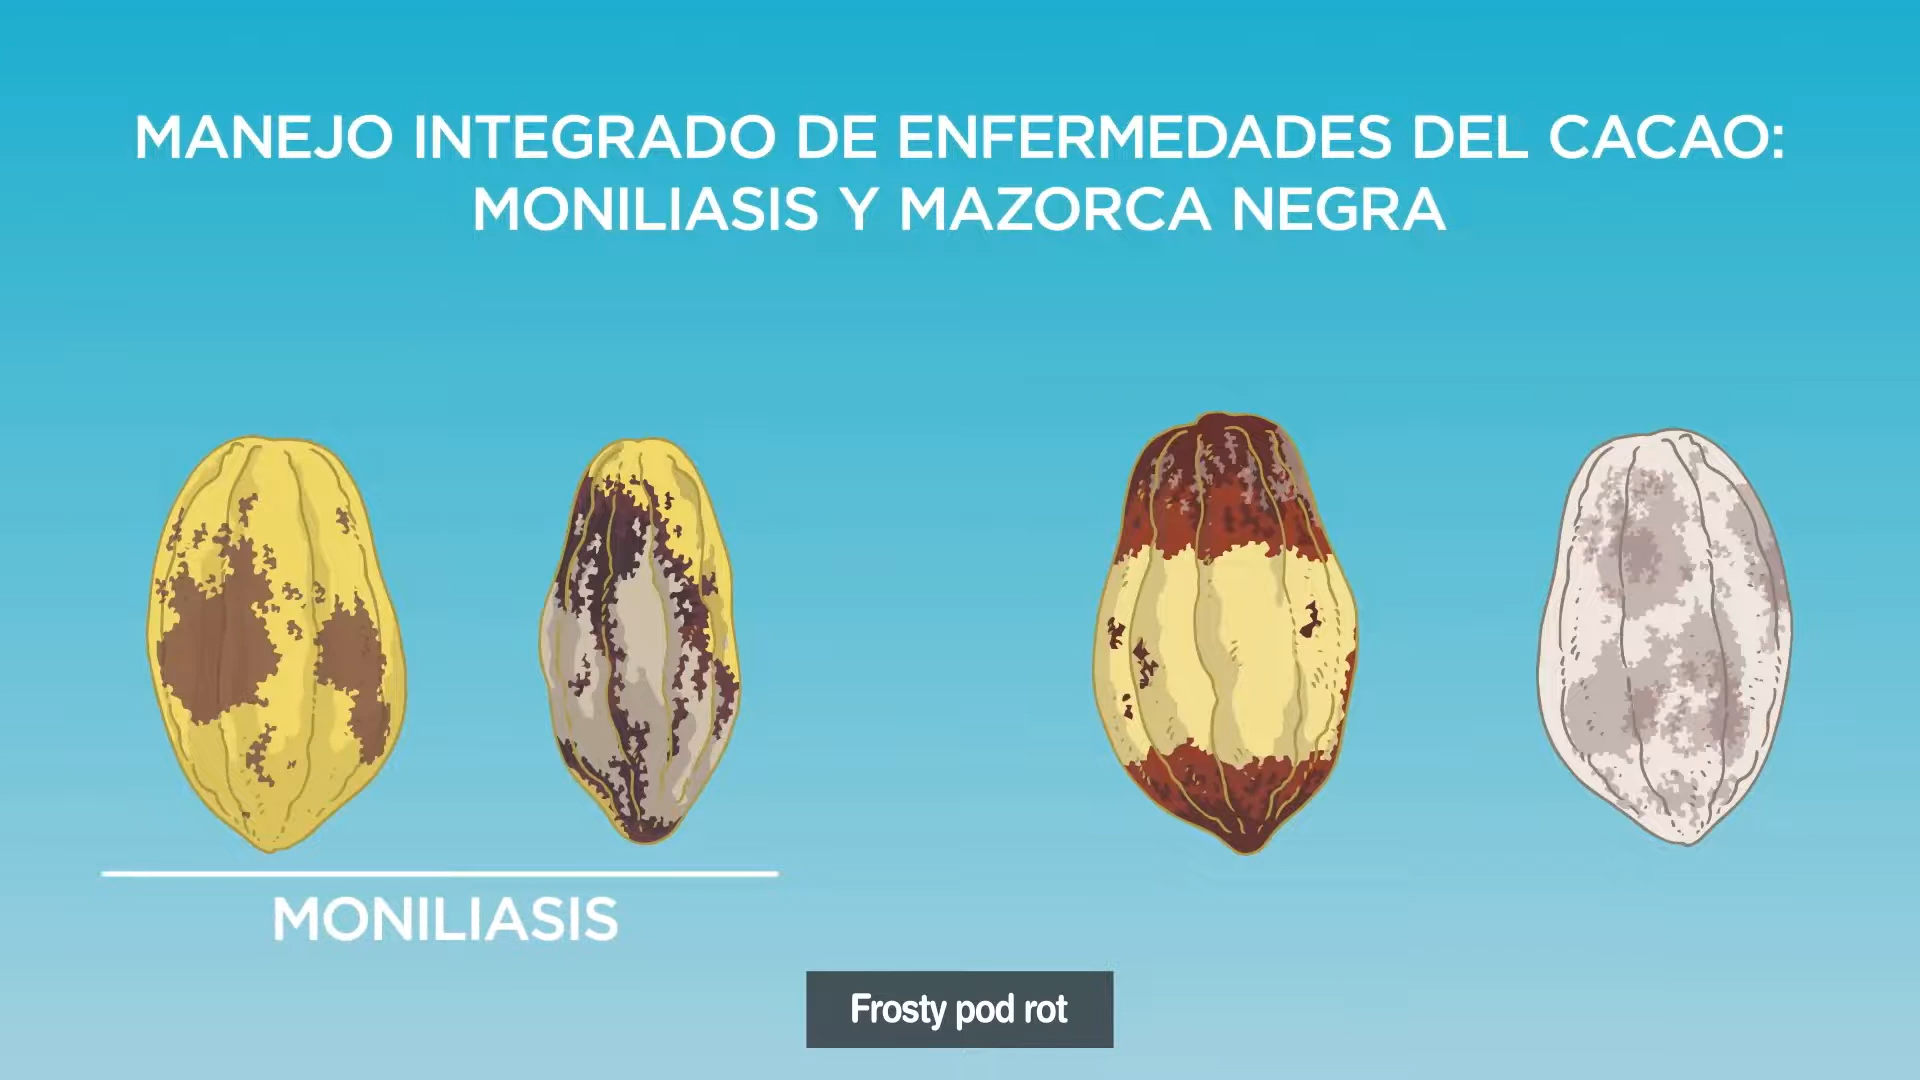 MANEJO INTEGRADO DE ENFERMEDADES DEL CACAO:
MONILIASIS Y MAZORCA NEGRA
MONILIASIS
Frosty pod rot